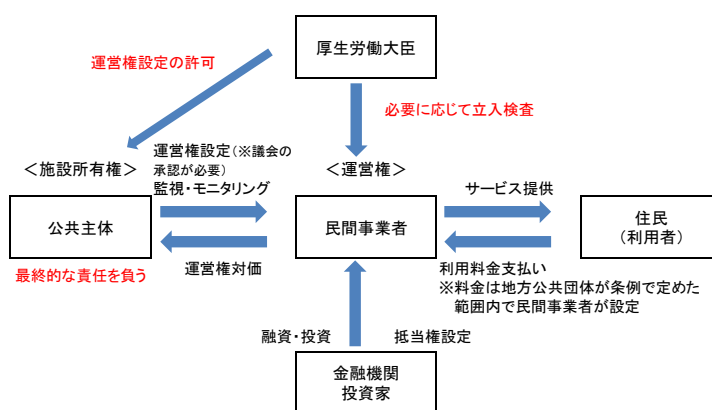 厚生労働大臣
運営権設定の許可
必要に応じて立入検査
運営権設定(※議会の
承認が必要)
監視・モニタリング
<施設所有権>
<運営権>
サービス提供
公共主体
民間事業者
住民
(利用者)
最終的な責任を負う
運営権対価
利用料金支払い
※料金は地方公共団体が条例で定めた
範囲内で民間事業者が設定
融資・投資
抵当権設定
金融機関
投資家